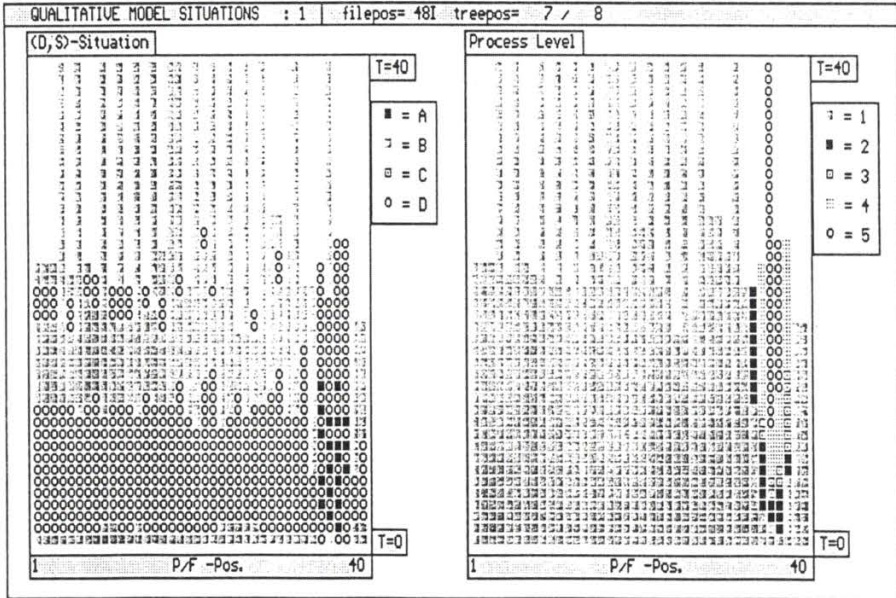 QUALITATIVE MODEL SITUATIONS : 1 filepos= 48I treepos= 7 / 8
(D,S)-Situation
T=40
■ = A
= B
= C
O = D
T=0
1 P/F -Pos. 40
Process Level
T=40
= 1
■ = 2
= 3
= 4
O = 5
T=0
1 P/F -Pos. 40